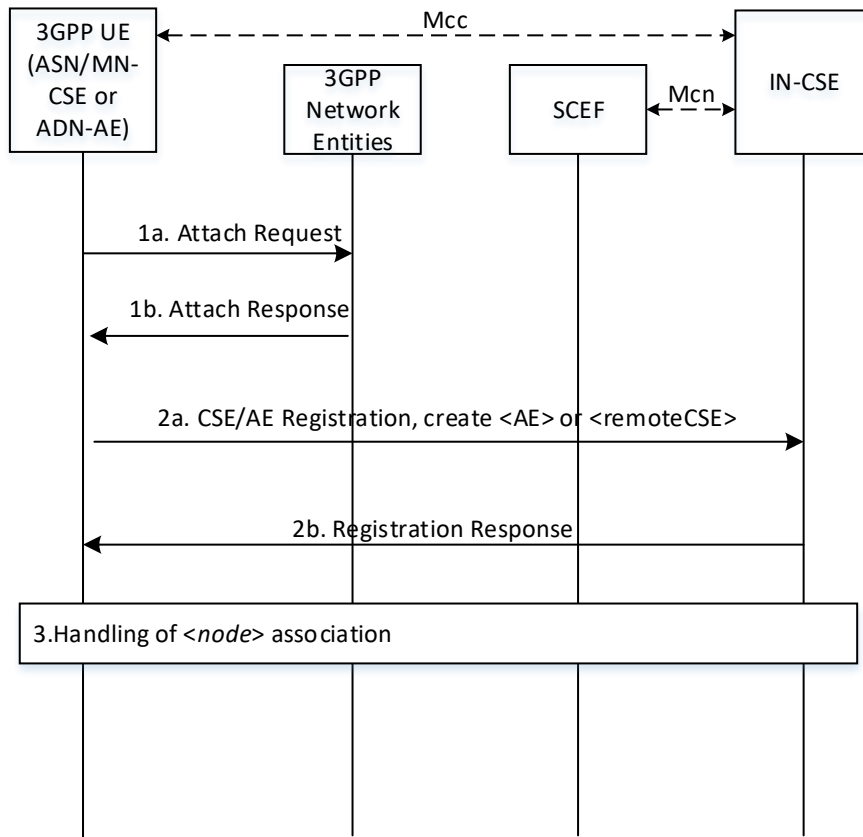 Mcc
3GPP UE
(ASN/MN-
CSE or
ADN-AE)
3GPP
Network
Entities
SCEF
Mcn
IN-CSE
1a. Attach Request
1b. Attach Response
2a. CSE/AE Registration, create <AE> or <remoteCSE>
2b. Registration Response
3.Handling of <node> association